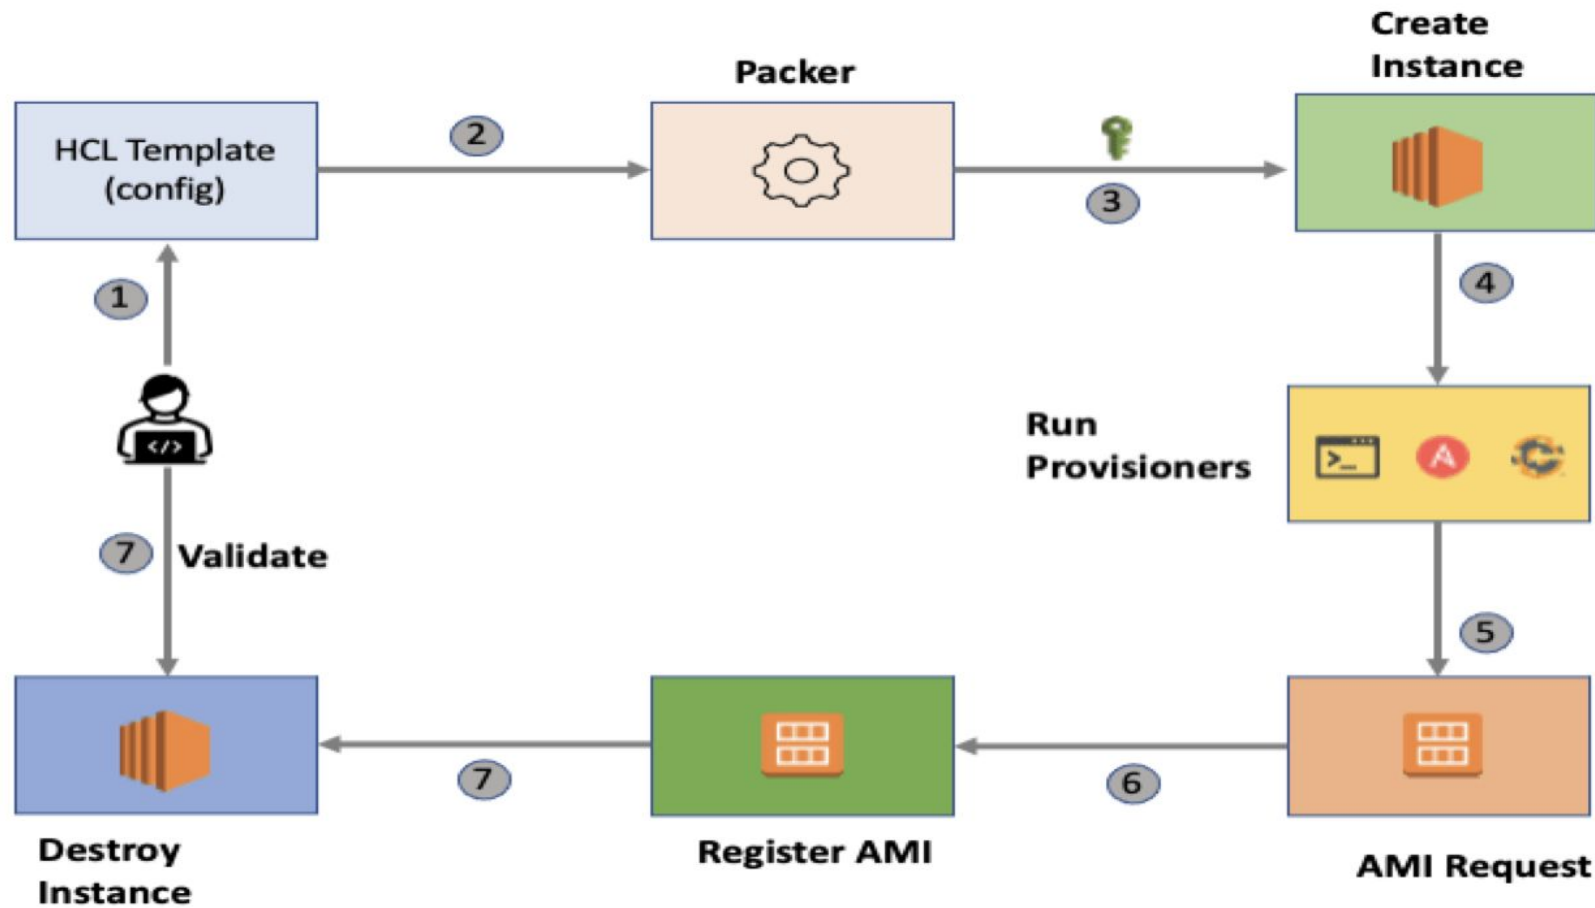 Create
Instance
Packer
HCL Template
(config)
2
3
1
4
Run
Provisioners
>_
A
C
</>
7
Validate
5
7
6
Destroy
Instance
Register AMI
AMI Request